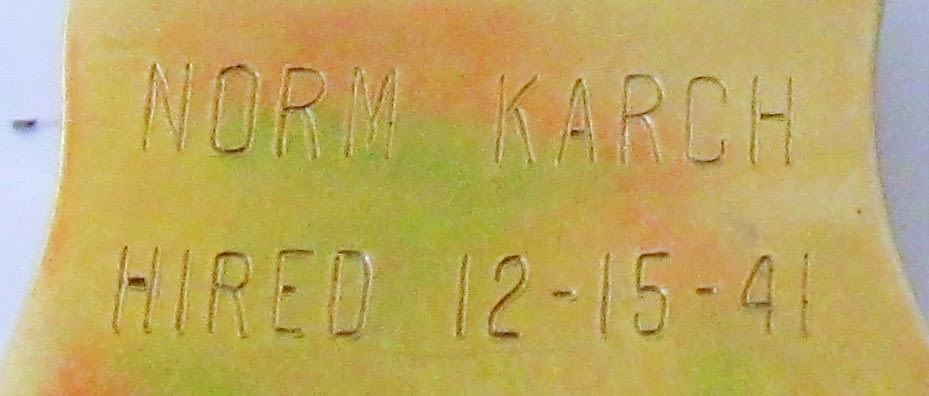 NORM KARCH
HIRED 12-15-41